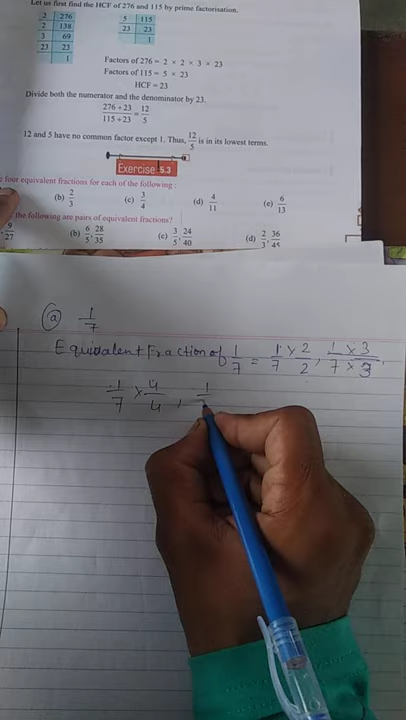 Let us first find the HCF of 276 and 115 by prime factorisation.
2 | 276
2 | 138
3 | 69
23 | 23
1
5 | 115
23 | 23
1
Factors of 276 = 2 × 2 × 3 × 23
Factors of 115 = 5 × 23
HCF = 23
Divide both the numerator and the denominator by 23.
276 ÷ 23 / 115 ÷ 23 = 12/5
12 and 5 have no common factor except 1. Thus, 12/5 is in its lowest terms.
Exercise 5.3
four equivalent fractions for each of the following :
(b) 2/3 (c) 3/4 (d) 4/11 (e) 6/13
the following are pairs of equivalent fractions?
9/27 (b) 6/5, 28/35 (c) 3/5, 24/40 (d) 2/3, 36/45
(a) 1/7
Equivalent Fraction of 1/7 = 1/7 × 2/2, 1 × 3 / 7 × 3
1/7 × 4/4, 1/